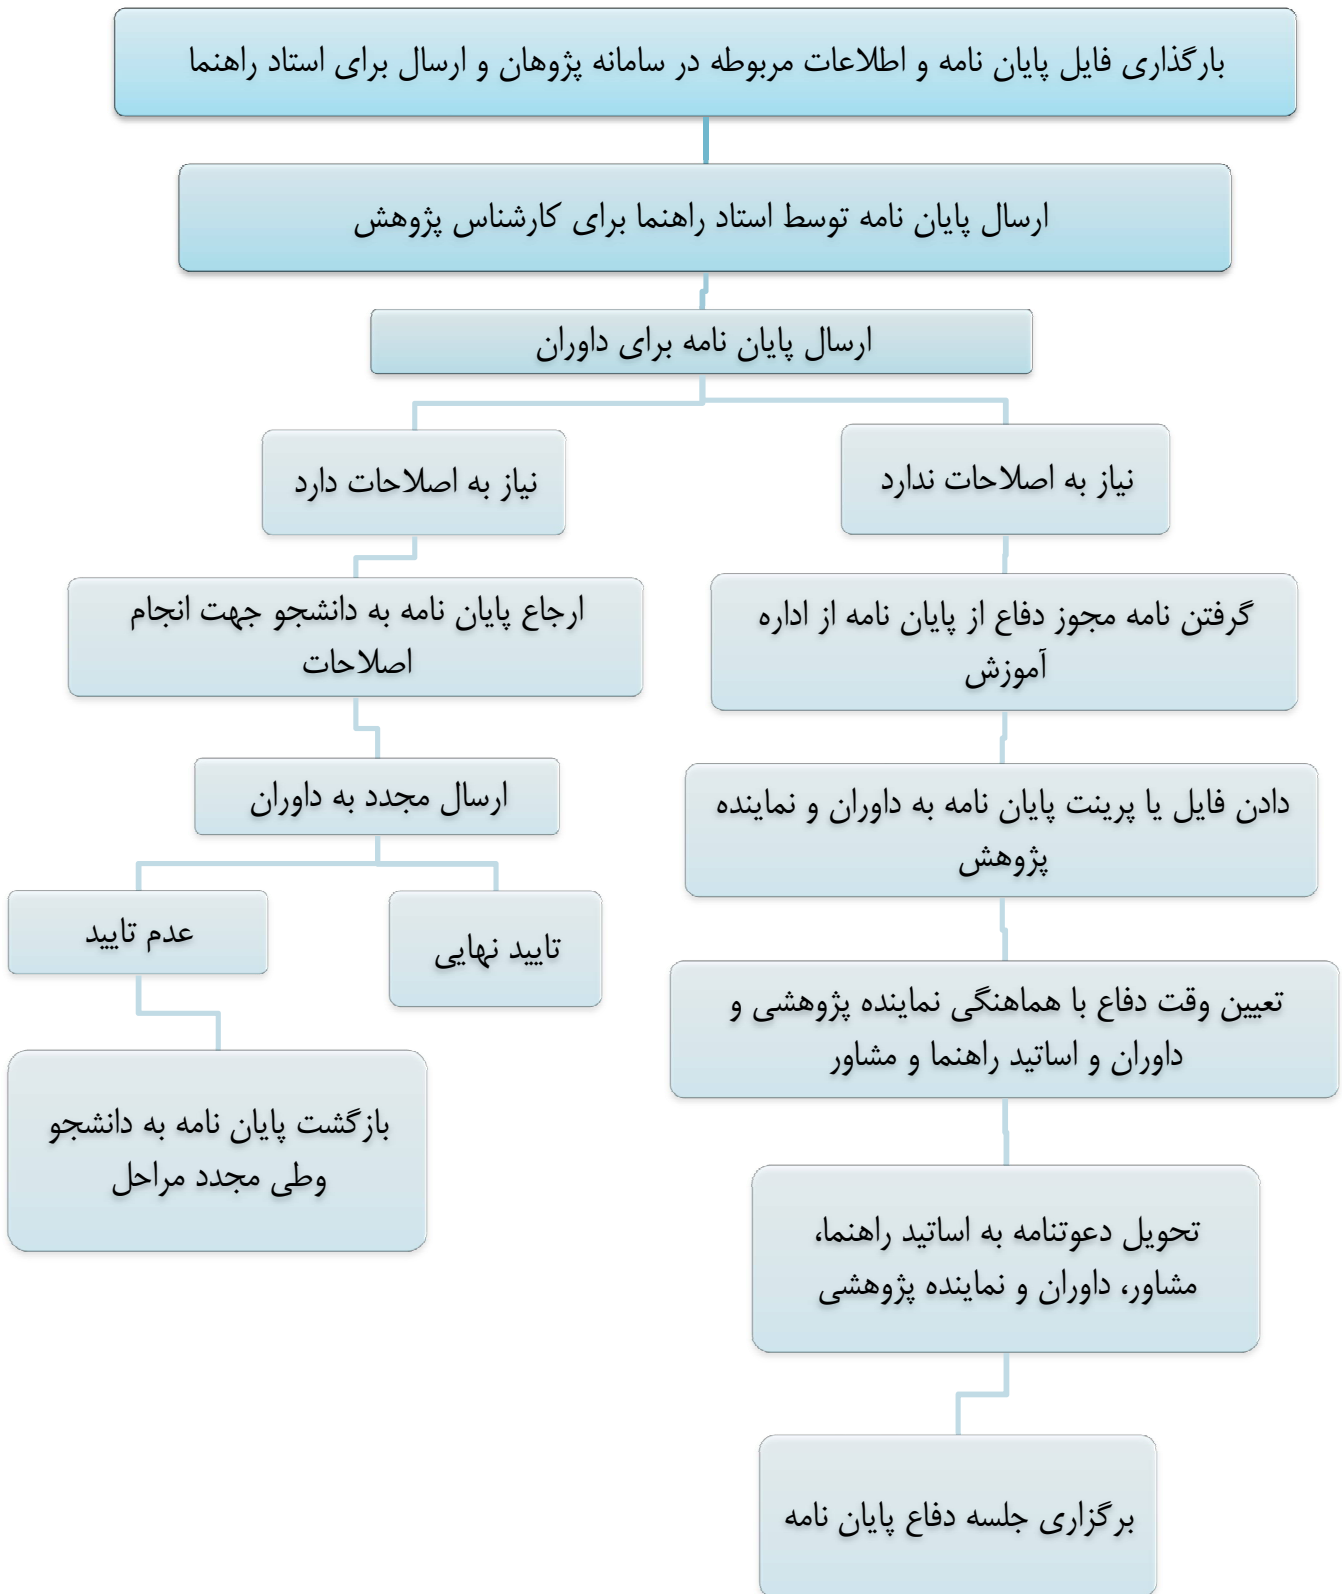 بارگذاری فایل پایان نامه و اطلاعات مربوطه در سامانه پژوهان و ارسال برای استاد راهنما
ارسال پایان نامه توسط استاد راهنما برای کارشناس پژوهش
ارسال پایان نامه برای داوران
نیاز به اصلاحات ندارد
گرفتن نامه مجوز دفاع از پایان نامه از اداره
آموزش
دادن فایل یا پرینت پایان نامه به داوران و نماینده
پژوهش
تعیین وقت دفاع با هماهنگی نماینده پژوهشی و
داوران و اساتید راهنما و مشاور
تحویل دعوتنامه به اساتید راهنما،
مشاور، داوران و نماینده پژوهشی
برگزاری جلسه دفاع پایان نامه
نیاز به اصلاحات دارد
ارجاع پایان نامه به دانشجو جهت انجام
اصلاحات
ارسال مجدد به داوران
تایید نهایی
عدم تایید
بازگشت پایان نامه به دانشجو
وطی مجدد مراحل